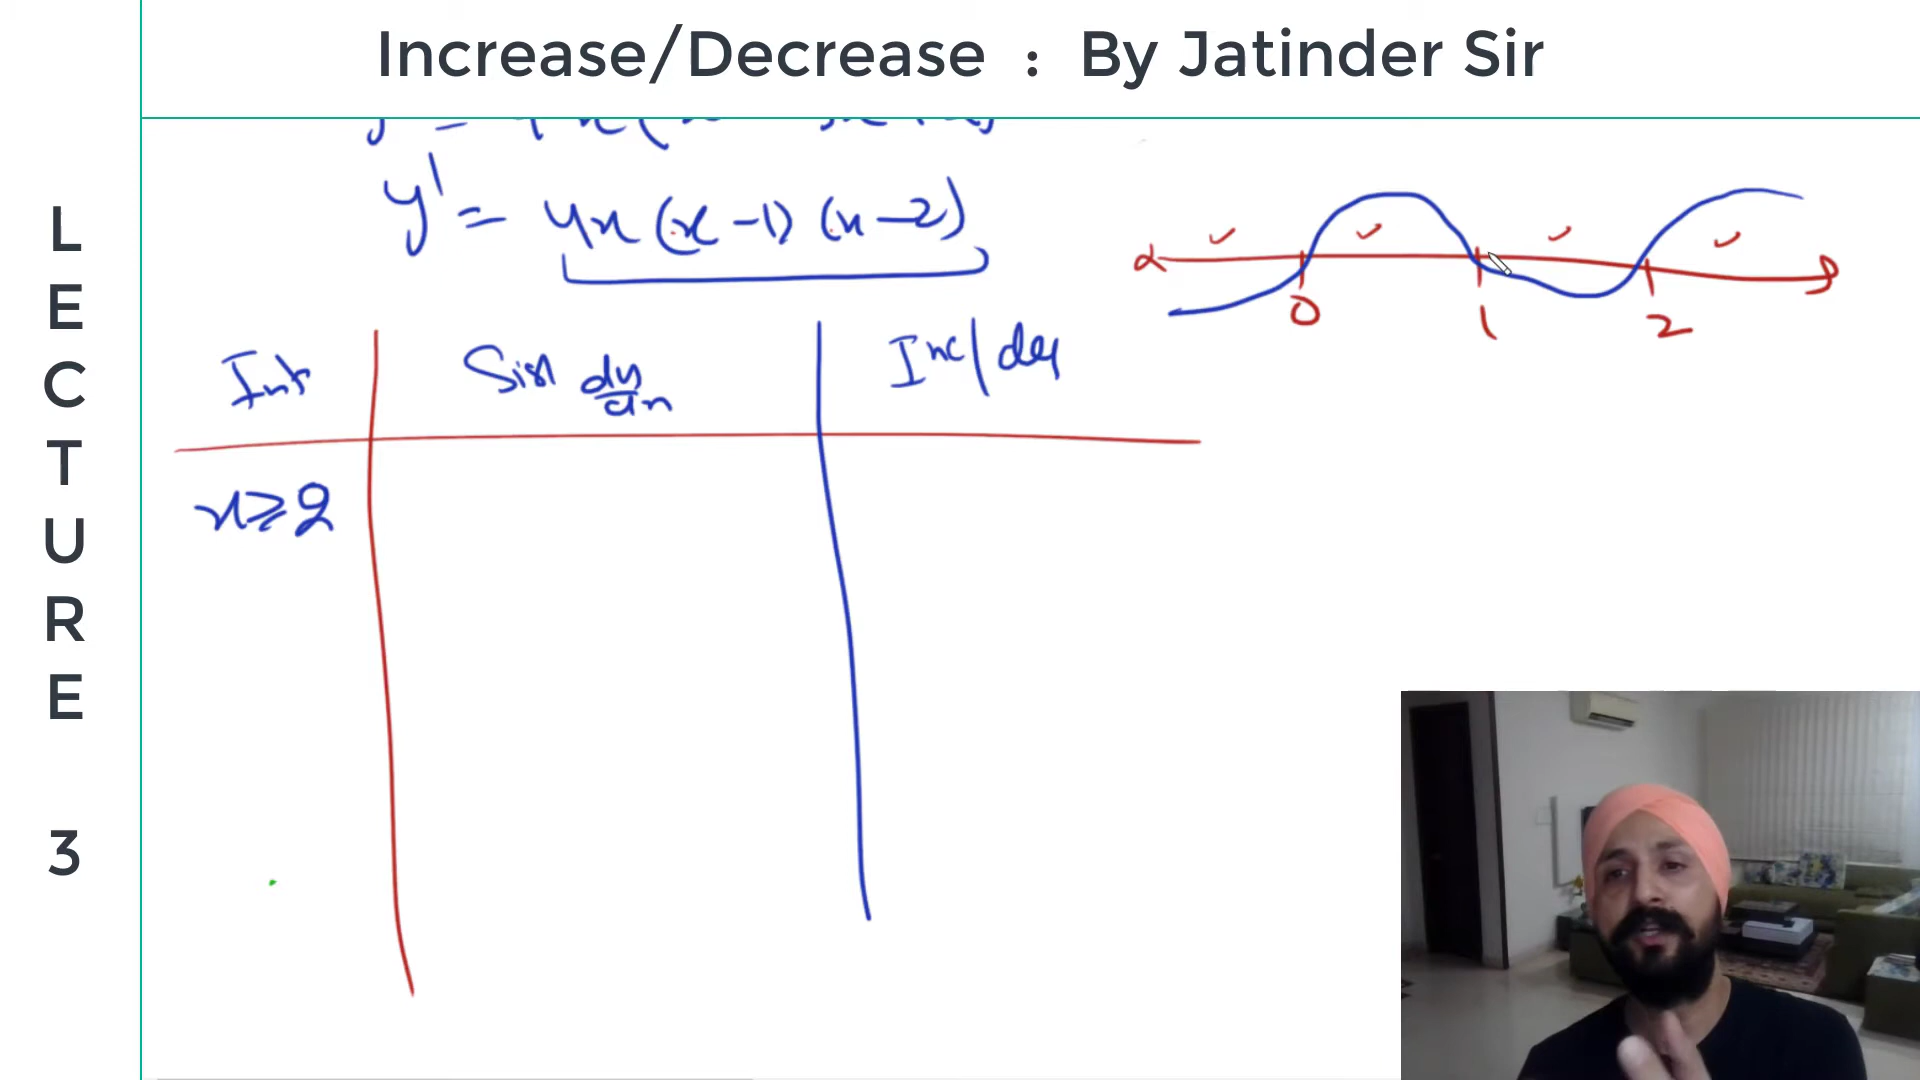 Increase/Decrease : By Jatinder Sir
LECTURE 3
y' = 4x (x-1) (x-2)
0 1 2
Int Sign dy/dx Inc/dec
x ≥ 2